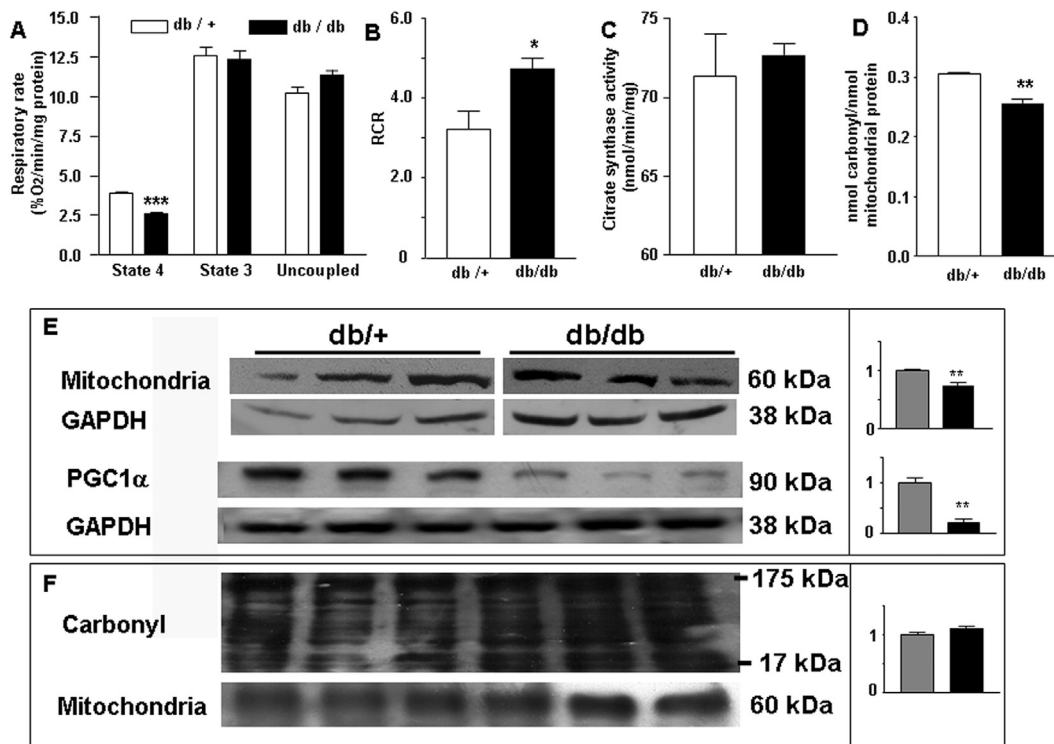 A
db / +
db / db
Respiratory rate
(%O2/min/mg protein)
15.0
12.5
10.0
7.5
5.0
2.5
0.0
***
State 4
State 3
Uncoupled
B
RCR
6.0
4.0
2.0
0
*
db /+
db/db
C
Citrate synthase activity
(nmol/min/mg)
75
70
65
60
db/+
db/db
D
nmol carbonyl/nmol
mitochondrial protein
0.4
0.3
0.2
0.1
0.0
**
db/+
db/db
E
db/+
db/db
Mitochondria
60 kDa
GAPDH
38 kDa
1
0
**
PGC1α
90 kDa
GAPDH
38 kDa
1
0
**
F
Carbonyl
175 kDa
17 kDa
Mitochondria
60 kDa
1
0